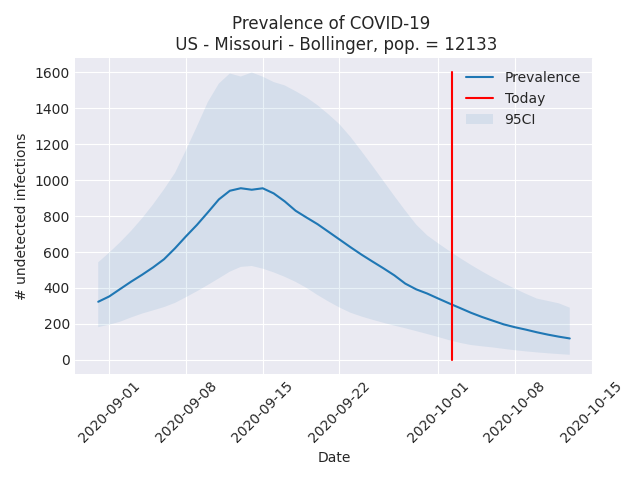 Prevalence of COVID-19
US - Missouri - Bollinger, pop. = 12133
1600
1400
1200
1000
800
600
400
200
0
# undetected infections
Prevalence
Today
95CI
2020-09-01
2020-09-08
2020-09-15
2020-09-22
2020-10-01
2020-10-08
2020-10-15
Date